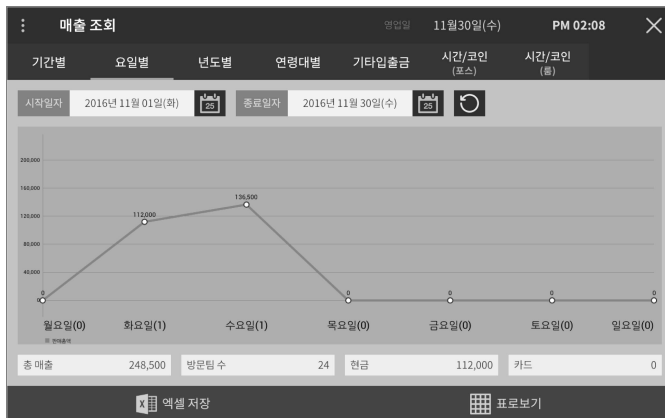 매출 조회 영업일 11월30일(수) PM 02:08
기간별 요일별 년도별 연령대별 기타입출금 시간/코인 (포스) 시간/코인 (룸)
시작일자 2016년 11월 01일(화) 25 종료일자 2016년 11월 30일(수) 25
200,000
160,000
136,500
120,000
112,000
80,000
40,000
0 0 0 0 0 0
월요일(0) 화요일(1) 수요일(1) 목요일(0) 금요일(0) 토요일(0) 일요일(0)
판매금액
총 매출 248,500 방문팀 수 24 현금 112,000 카드 0
엑셀 저장 표로보기